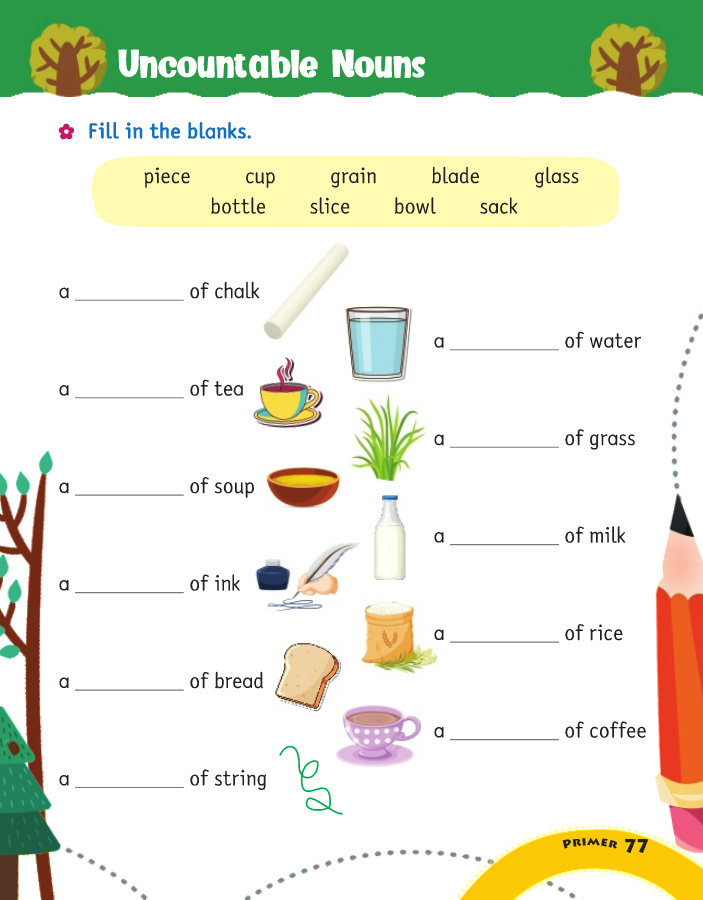 Uncountable Nouns
Fill in the blanks.
piece cup grain blade glass
bottle slice bowl sack
a __________ of chalk
a __________ of water
a __________ of tea
a __________ of grass
a __________ of soup
a __________ of milk
a __________ of ink
a __________ of rice
a __________ of bread
a __________ of coffee
a __________ of string
PRIMER 77